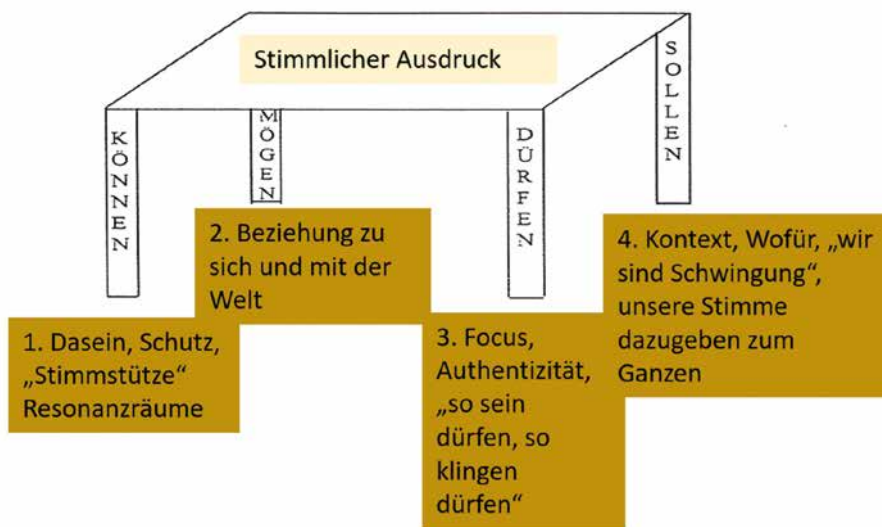 Stimmlicher Ausdruck
KÖNNEN
MÖGEN
DÜRFEN
SOLLEN
1. Dasein, Schutz,
„Stimmstütze“
Resonanzräume
2. Beziehung zu
sich und mit der
Welt
3. Focus,
Authentizität,
„so sein
dürfen, so
klingen
dürfen“
4. Kontext, Wofür, „wir
sind Schwingung“,
unsere Stimme
dazugeben zum
Ganzen